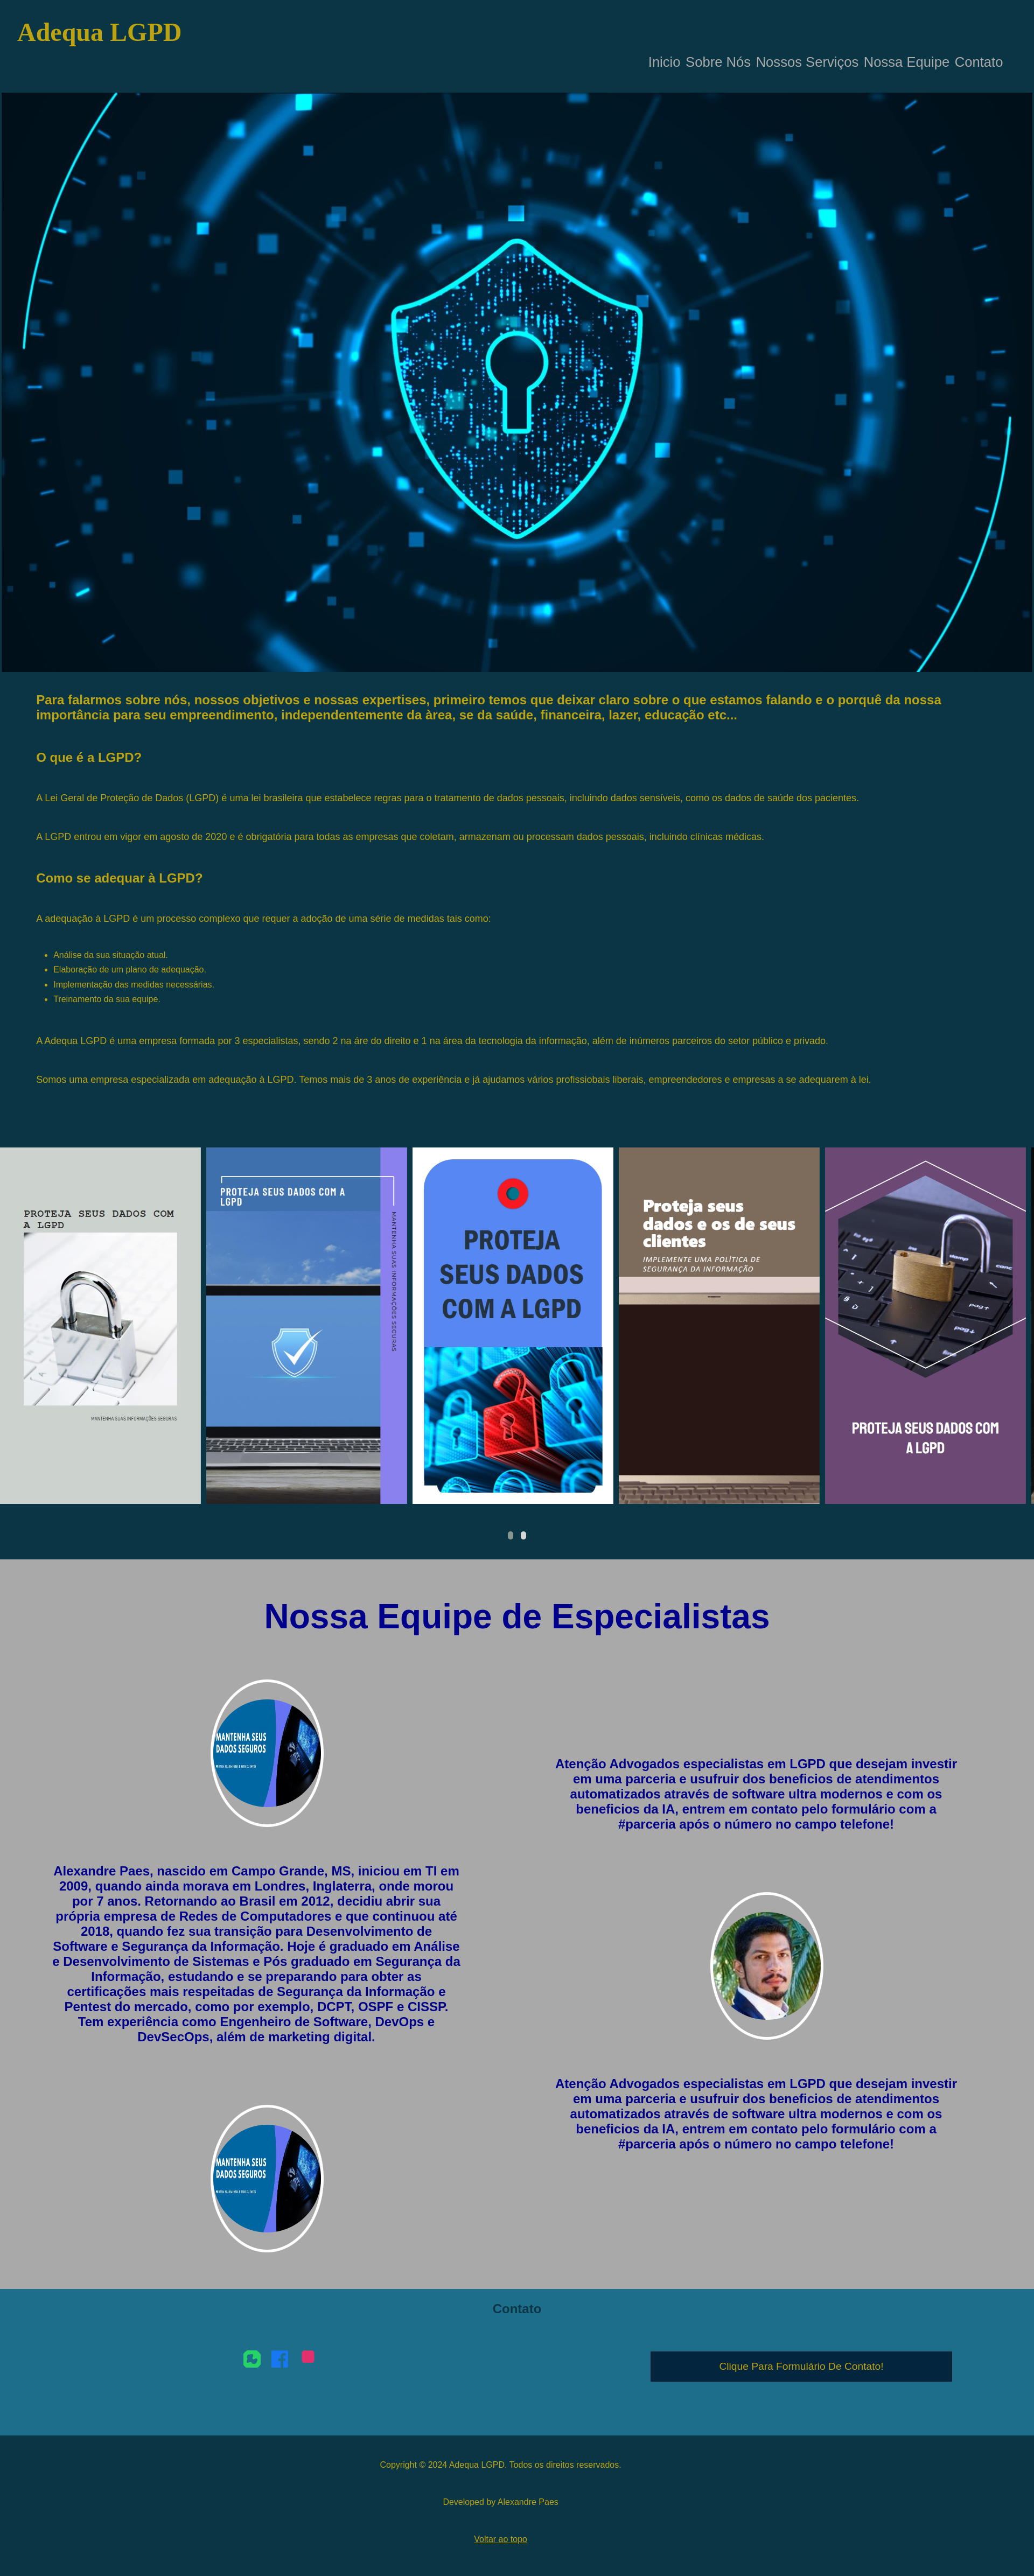 Adequa LGPD
Inicio Sobre Nós Nossos Serviços Nossa Equipe Contato
Para falarmos sobre nós, nossos objetivos e nossas expertises, primeiro temos que deixar claro sobre o que estamos falando e o porquê da nossa
importância para seu empreendimento, independentemente da àrea, se da saúde, financeira, lazer, educação etc...
O que é a LGPD?
A Lei Geral de Proteção de Dados (LGPD) é uma lei brasileira que estabelece regras para o tratamento de dados pessoais, incluindo dados sensíveis, como os dados de saúde dos pacientes.
A LGPD entrou em vigor em agosto de 2020 e é obrigatória para todas as empresas que coletam, armazenam ou processam dados pessoais, incluindo clínicas médicas.
Como se adequar à LGPD?
A adequação à LGPD é um processo complexo que requer a adoção de uma série de medidas tais como:
• Análise da sua situação atual.
• Elaboração de um plano de adequação.
• Implementação das medidas necessárias.
• Treinamento da sua equipe.
A Adequa LGPD é uma empresa formada por 3 especialistas, sendo 2 na áre do direito e 1 na área da tecnologia da informação, além de inúmeros parceiros do setor público e privado.
Somos uma empresa especializada em adequação à LGPD. Temos mais de 3 anos de experiência e já ajudamos vários profissiobais liberais, empreendedores e empresas a se adequarem à lei.
PROTEJA SEUS DADOS COM
A LGPD
MANTENHA SUAS INFORMAÇÕES SEGURAS
PROTEJA SEUS DADOS COM A
LGPD
MANTENHA SUAS INFORMAÇÕES SEGURAS
PROTEJA
SEUS DADOS
COM A LGPD
Proteja seus
dados e os de seus
clientes
IMPLEMENTE UMA POLÍTICA DE
SEGURANÇA DA INFORMAÇÃO
PROTEJA SEUS DADOS COM
A LGPD
Nossa Equipe de Especialistas
MANTENHA SEUS
DADOS SEGUROS
Alexandre Paes, nascido em Campo Grande, MS, iniciou em TI em
2009, quando ainda morava em Londres, Inglaterra, onde morou
por 7 anos. Retornando ao Brasil em 2012, decidiu abrir sua
própria empresa de Redes de Computadores e que continuou até
2018, quando fez sua transição para Desenvolvimento de
Software e Segurança da Informação. Hoje é graduado em Análise
e Desenvolvimento de Sistemas e Pós graduado em Segurança da
Informação, estudando e se preparando para obter as
certificações mais respeitadas de Segurança da Informação e
Pentest do mercado, como por exemplo, DCPT, OSPF e CISSP.
Tem experiência como Engenheiro de Software, DevOps e
DevSecOps, além de marketing digital.
MANTENHA SEUS
DADOS SEGUROS
Atenção Advogados especialistas em LGPD que desejam investir
em uma parceria e usufruir dos beneficios de atendimentos
automatizados através de software ultra modernos e com os
beneficios da IA, entrem em contato pelo formulário com a
#parceria após o número no campo telefone!
Atenção Advogados especialistas em LGPD que desejam investir
em uma parceria e usufruir dos beneficios de atendimentos
automatizados através de software ultra modernos e com os
beneficios da IA, entrem em contato pelo formulário com a
#parceria após o número no campo telefone!
Contato
Clique Para Formulário De Contato!
Copyright © 2024 Adequa LGPD. Todos os direitos reservados.
Developed by Alexandre Paes
Voltar ao topo